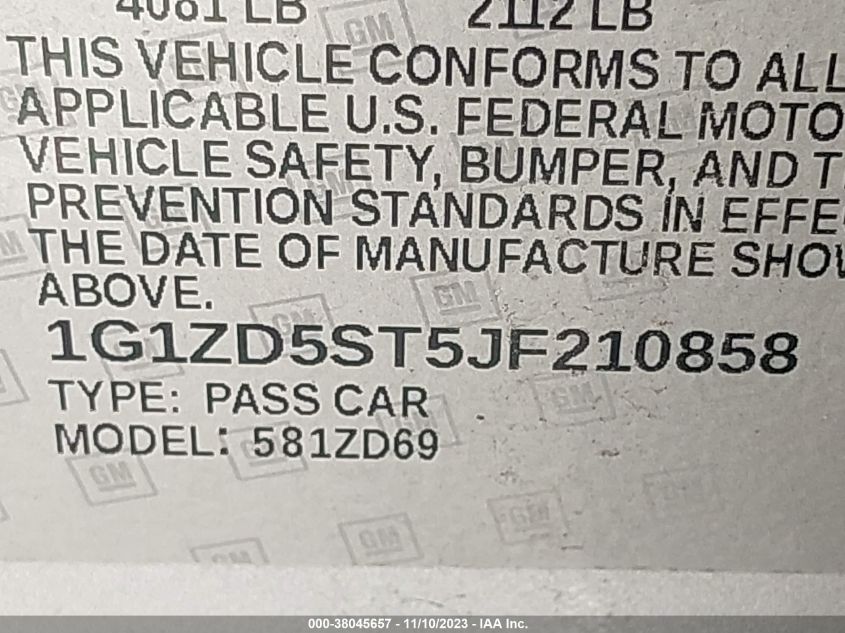 4081 LB 2112 LB
THIS VEHICLE CONFORMS TO ALL
APPLICABLE U.S. FEDERAL MOTO
VEHICLE SAFETY, BUMPER, AND T
PREVENTION STANDARDS IN EFFE
THE DATE OF MANUFACTURE SHOW
ABOVE.
1G1ZD5ST5JF210858
TYPE: PASS CAR
MODEL: 581ZD69
GM
000-38045657 - 11/10/2023 - IAA Inc.